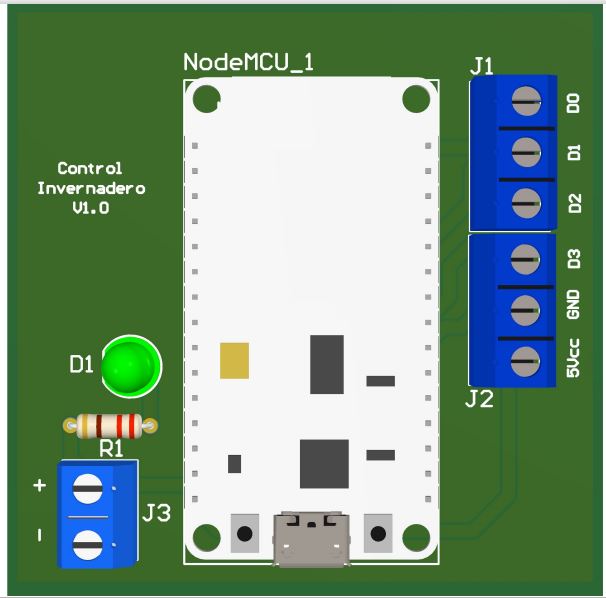 NodeMCU_1
J1
D0
D1
D2
Control
Invernadero
V1.0
D3
GND
5Vcc
J2
D1
R1
+
J3
-